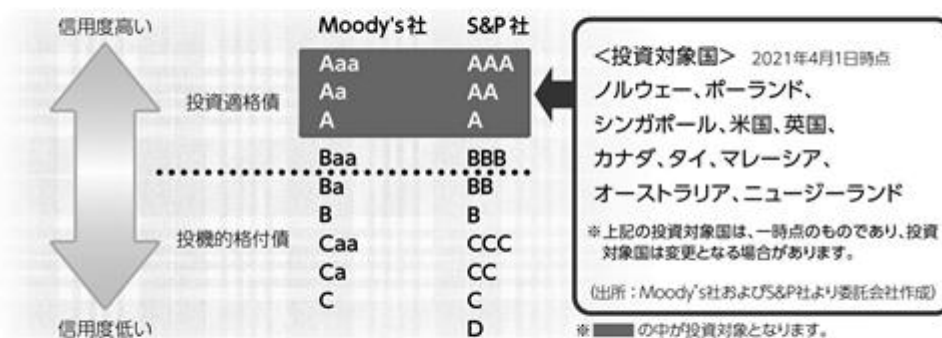 信用度高い
Moody's社 S&P社
Aaa AAA
Aa AA
A A
Baa BBB
Ba BB
B B
Caa CCC
Ca CC
C C
D
投資適格債
投機的格付債
信用度低い
<投資対象国> 2021年4月1日時点
ノルウェー、ポーランド、
シンガポール、米国、英国、
カナダ、タイ、マレーシア、
オーストラリア、ニュージーランド
※上記の投資対象国は、一時点のものであり、投資
対象国は変更となる場合があります。
(出所:Moody's社およびS&P社より委託会社作成)
※ の中が投資対象となります。